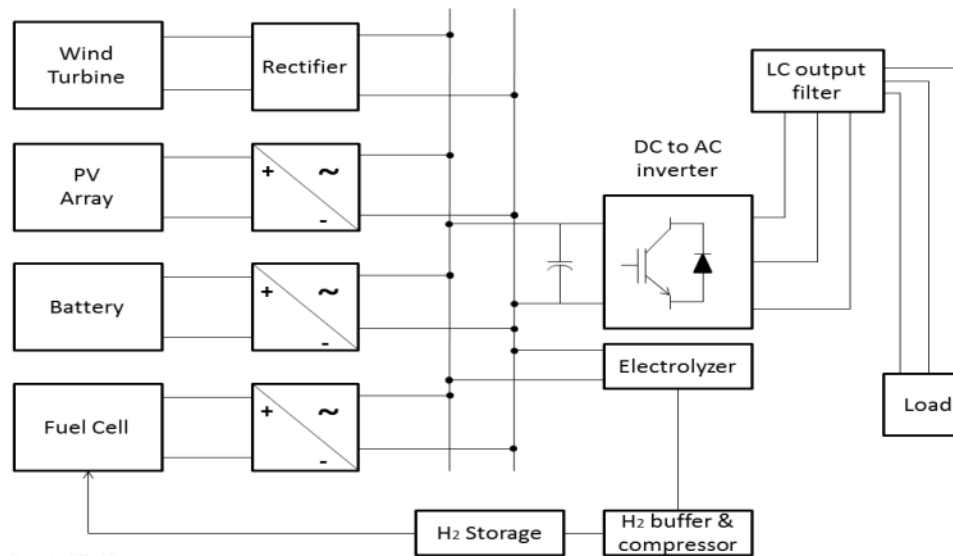 Wind
Turbine
Rectifier
LC output
filter
PV
Array
+
~
-
DC to AC
inverter
Battery
+
~
-
Electrolyzer
Fuel Cell
+
~
-
Load
H₂ Storage
H₂ buffer &
compressor